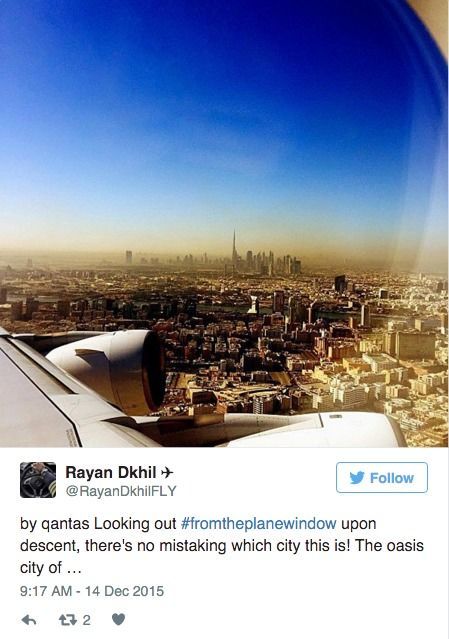 Rayan Dkhil ✈
@RayanDkhilFLY
Follow
by qantas Looking out #fromtheplanewindow upon
descent, there's no mistaking which city this is! The oasis
city of …
9:17 AM - 14 Dec 2015
2